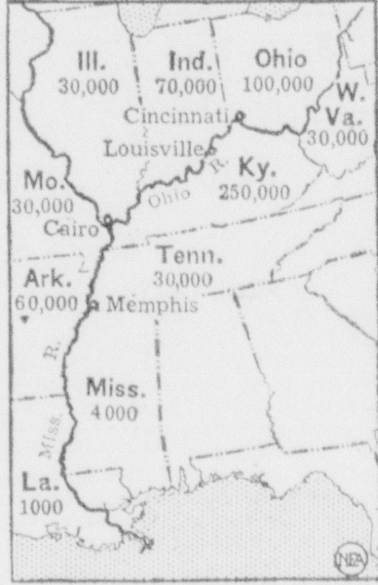 Ill.
30,000
Ind.
70,000
Ohio
100,000
W.
Va.
30,000
Cincinnati
Louisville
Ohio R.
Ky.
250,000
Mo.
30,000
Cairo
Tenn.
30,000
Ark.
60,000
Memphis
Miss. R.
Miss.
4000
La.
1000
NEA